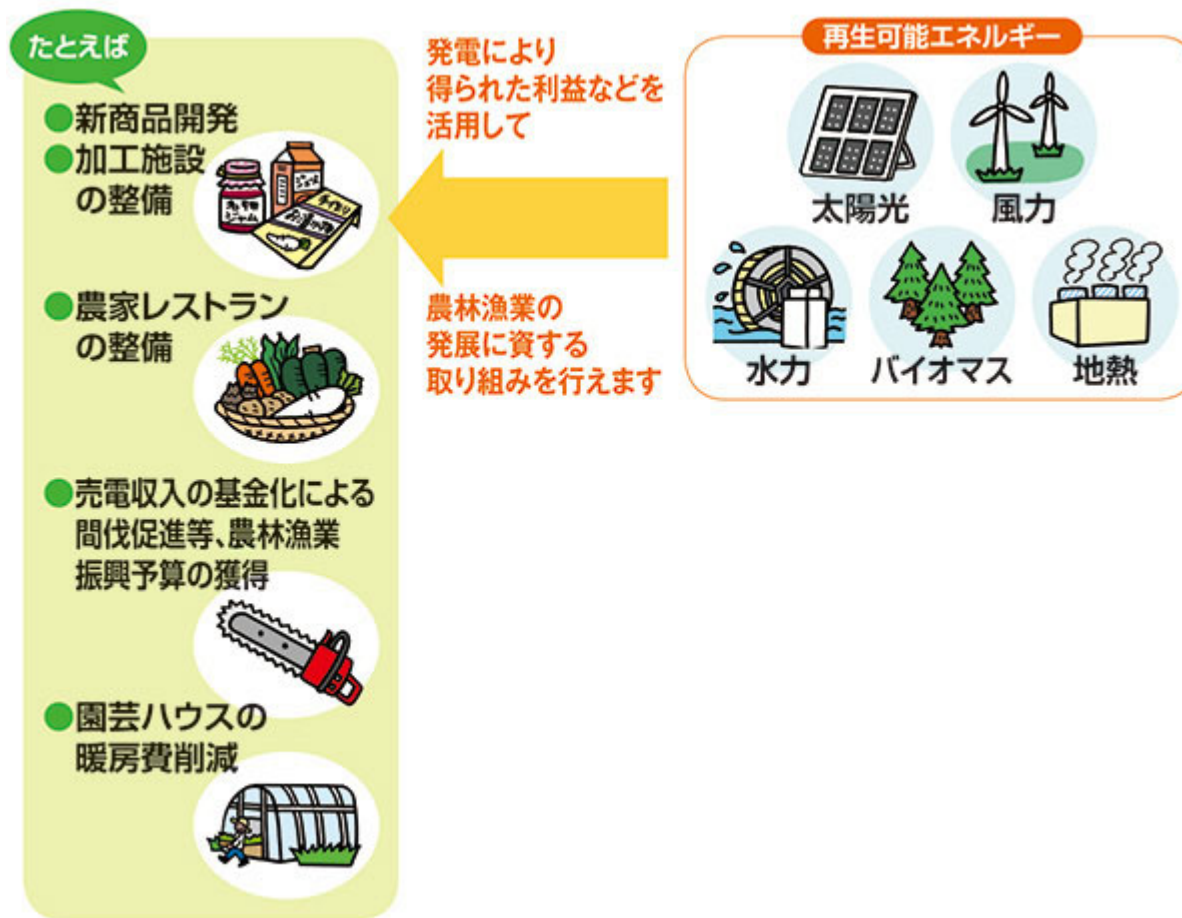 たとえば
●新商品開発
●加工施設
の整備
●農家レストラン
の整備
●売電収入の基金化による
間伐促進等、農林漁業
振興予算の獲得
●園芸ハウスの
暖房費削減
発電により
得られた利益などを
活用して
農林漁業の
発展に資する
取り組みを行えます
再生可能エネルギー
太陽光
風力
水力
バイオマス
地熱